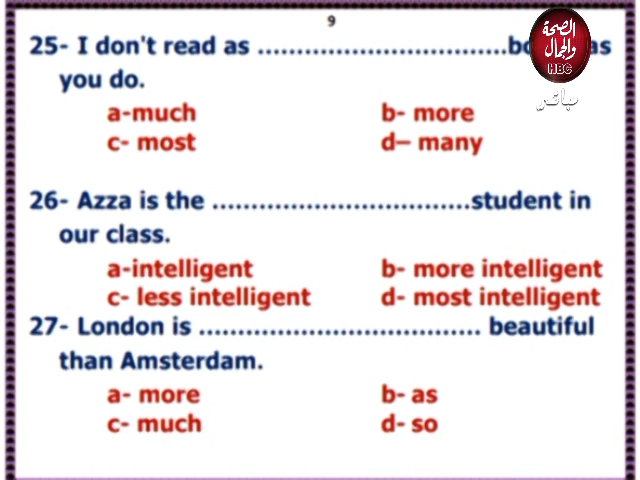 9
الصحة
والجمال
HBC
مباشر
25- I don't read as ................................ as
you do.
a-much b- more
c- most d– many
26- Azza is the .................................student in
our class.
a-intelligent b- more intelligent
c- less intelligent d- most intelligent
27- London is .................................... beautiful
than Amsterdam.
a- more b- as
c- much d- so